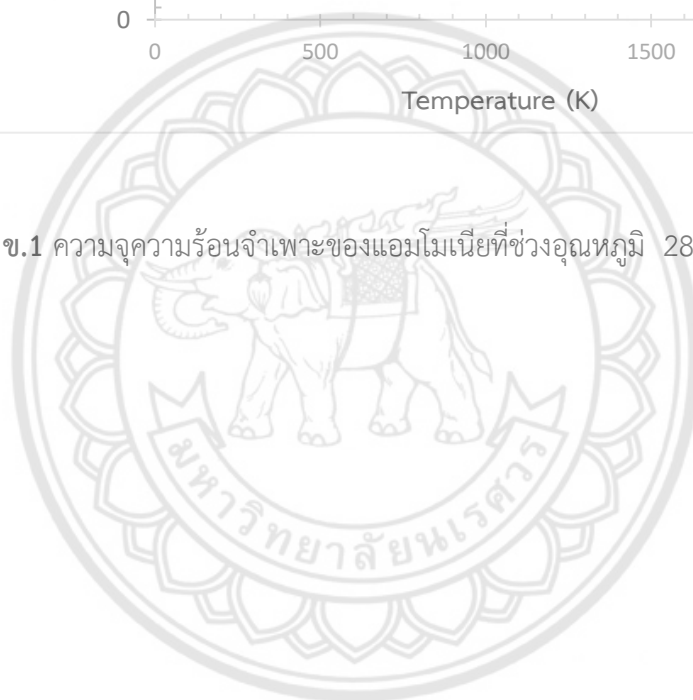 0
0 500 1000 1500
Temperature (K)
ข.1 ความจุความร้อนจำเพาะของแอมโมเนียที่ช่วงอุณหภูมิ 28
มหาวิทยาลัยนเรศวร